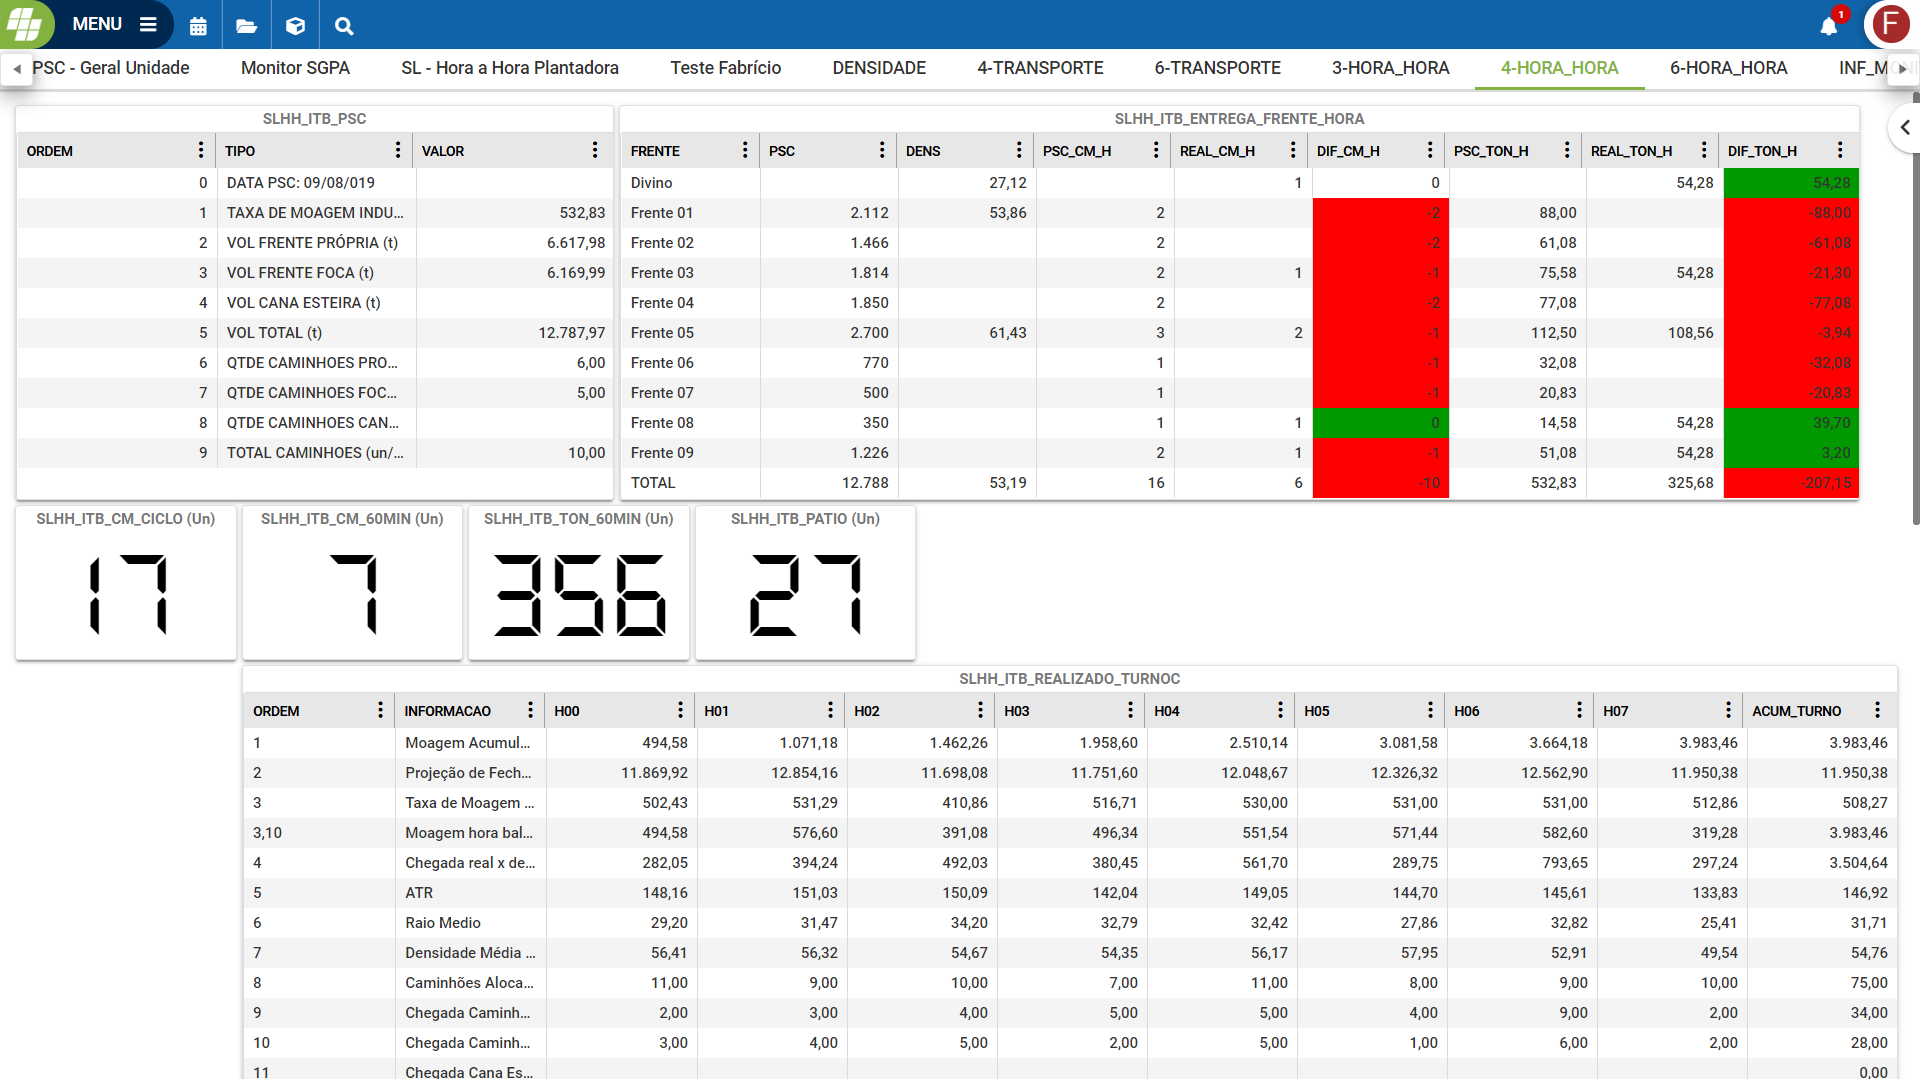 MENU
1
F
PSC - Geral Unidade Monitor SGPA SL - Hora a Hora Plantadora Teste Fabrício DENSIDADE 4-TRANSPORTE 6-TRANSPORTE 3-HORA_HORA 4-HORA_HORA 6-HORA_HORA
SLHH_ITB_PSC
ORDEM TIPO VALOR
0 DATA PSC: 09/08/019
1 TAXA DE MOAGEM INDU... 532,83
2 VOL FRENTE PRÓPRIA (t) 6.617,98
3 VOL FRENTE FOCA (t) 6.169,99
4 VOL CANA ESTEIRA (t)
5 VOL TOTAL (t) 12.787,97
6 QTDE CAMINHOES PRO... 6,00
7 QTDE CAMINHOES FOC... 5,00
8 QTDE CAMINHOES CAN...
9 TOTAL CAMINHOES (un/... 10,00
SLHH_ITB_ENTREGA_FRENTE_HORA
FRENTE PSC DENS PSC_CM_H REAL_CM_H DIF_CM_H PSC_TON_H REAL_TON_H DIF_TON_H
Divino 27,12 1 0 54,28 54,28
Frente 01 2.112 53,86 2 -2 88,00 -88,00
Frente 02 1.466 2 -2 61,08 -61,08
Frente 03 1.814 2 1 -1 75,58 54,28 -21,30
Frente 04 1.850 2 -2 77,08 -77,08
Frente 05 2.700 61,43 3 2 -1 112,50 108,56 -3,94
Frente 06 770 1 -1 32,08 -32,08
Frente 07 500 1 -1 20,83 -20,83
Frente 08 350 1 1 0 14,58 54,28 39,70
Frente 09 1.226 2 1 -1 51,08 54,28 3,20
TOTAL 12.788 53,19 16 6 -10 532,83 325,68 -207,15
SLHH_ITB_CM_CICLO (Un)
17
SLHH_ITB_CM_60MIN (Un)
7
SLHH_ITB_TON_60MIN (Un)
356
SLHH_ITB_PATIO (Un)
27
SLHH_ITB_REALIZADO_TURNOC
ORDEM INFORMACAO H00 H01 H02 H03 H04 H05 H06 H07 ACUM_TURNO
1 Moagem Acumul... 494,58 1.071,18 1.462,26 1.958,60 2.510,14 3.081,58 3.664,18 3.983,46 3.983,46
2 Projeção de Fech... 11.869,92 12.854,16 11.698,08 11.751,60 12.048,67 12.326,32 12.562,90 11.950,38 11.950,38
3 Taxa de Moagem ... 502,43 531,29 410,86 516,71 530,00 531,00 531,00 512,86 508,27
3,10 Moagem hora bal... 494,58 576,60 391,08 496,34 551,54 571,44 582,60 319,28 3.983,46
4 Chegada real x de... 282,05 394,24 492,03 380,45 561,70 289,75 793,65 297,24 3.504,64
5 ATR 148,16 151,03 150,09 142,04 149,05 144,70 145,61 133,83 146,92
6 Raio Medio 29,20 31,47 34,20 32,79 32,42 27,86 32,82 25,41 31,71
7 Densidade Média ... 56,41 56,32 54,67 54,35 56,17 57,95 52,91 49,54 54,76
8 Caminhões Aloca... 11,00 9,00 10,00 7,00 11,00 8,00 9,00 10,00 75,00
9 Chegada Caminh... 2,00 3,00 4,00 5,00 5,00 4,00 9,00 2,00 34,00
10 Chegada Caminh... 3,00 4,00 5,00 2,00 5,00 1,00 6,00 2,00 28,00
11 Chegada Cana Es... 0,00